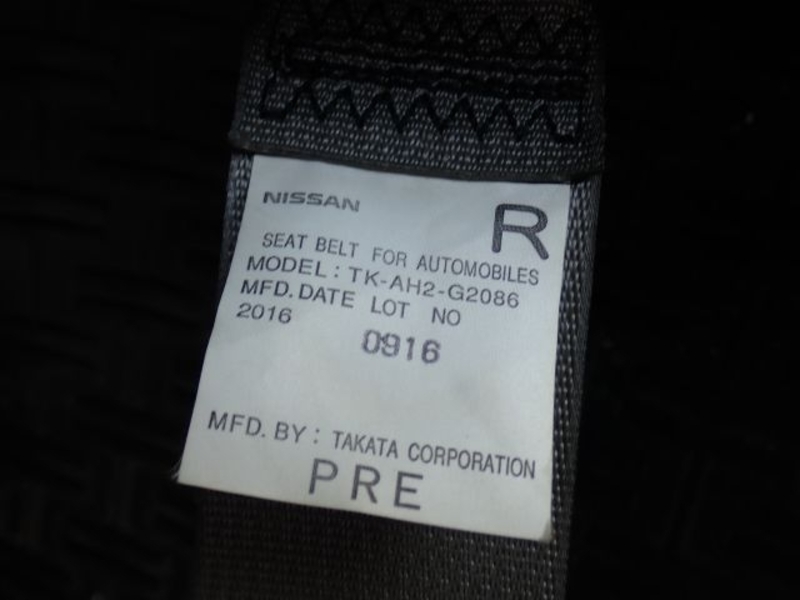 NISSAN
R
SEAT BELT FOR AUTOMOBILES
MODEL : TK-AH2-G2086
MFD. DATE LOT NO
2016 0916
MFD. BY : TAKATA CORPORATION
PRE